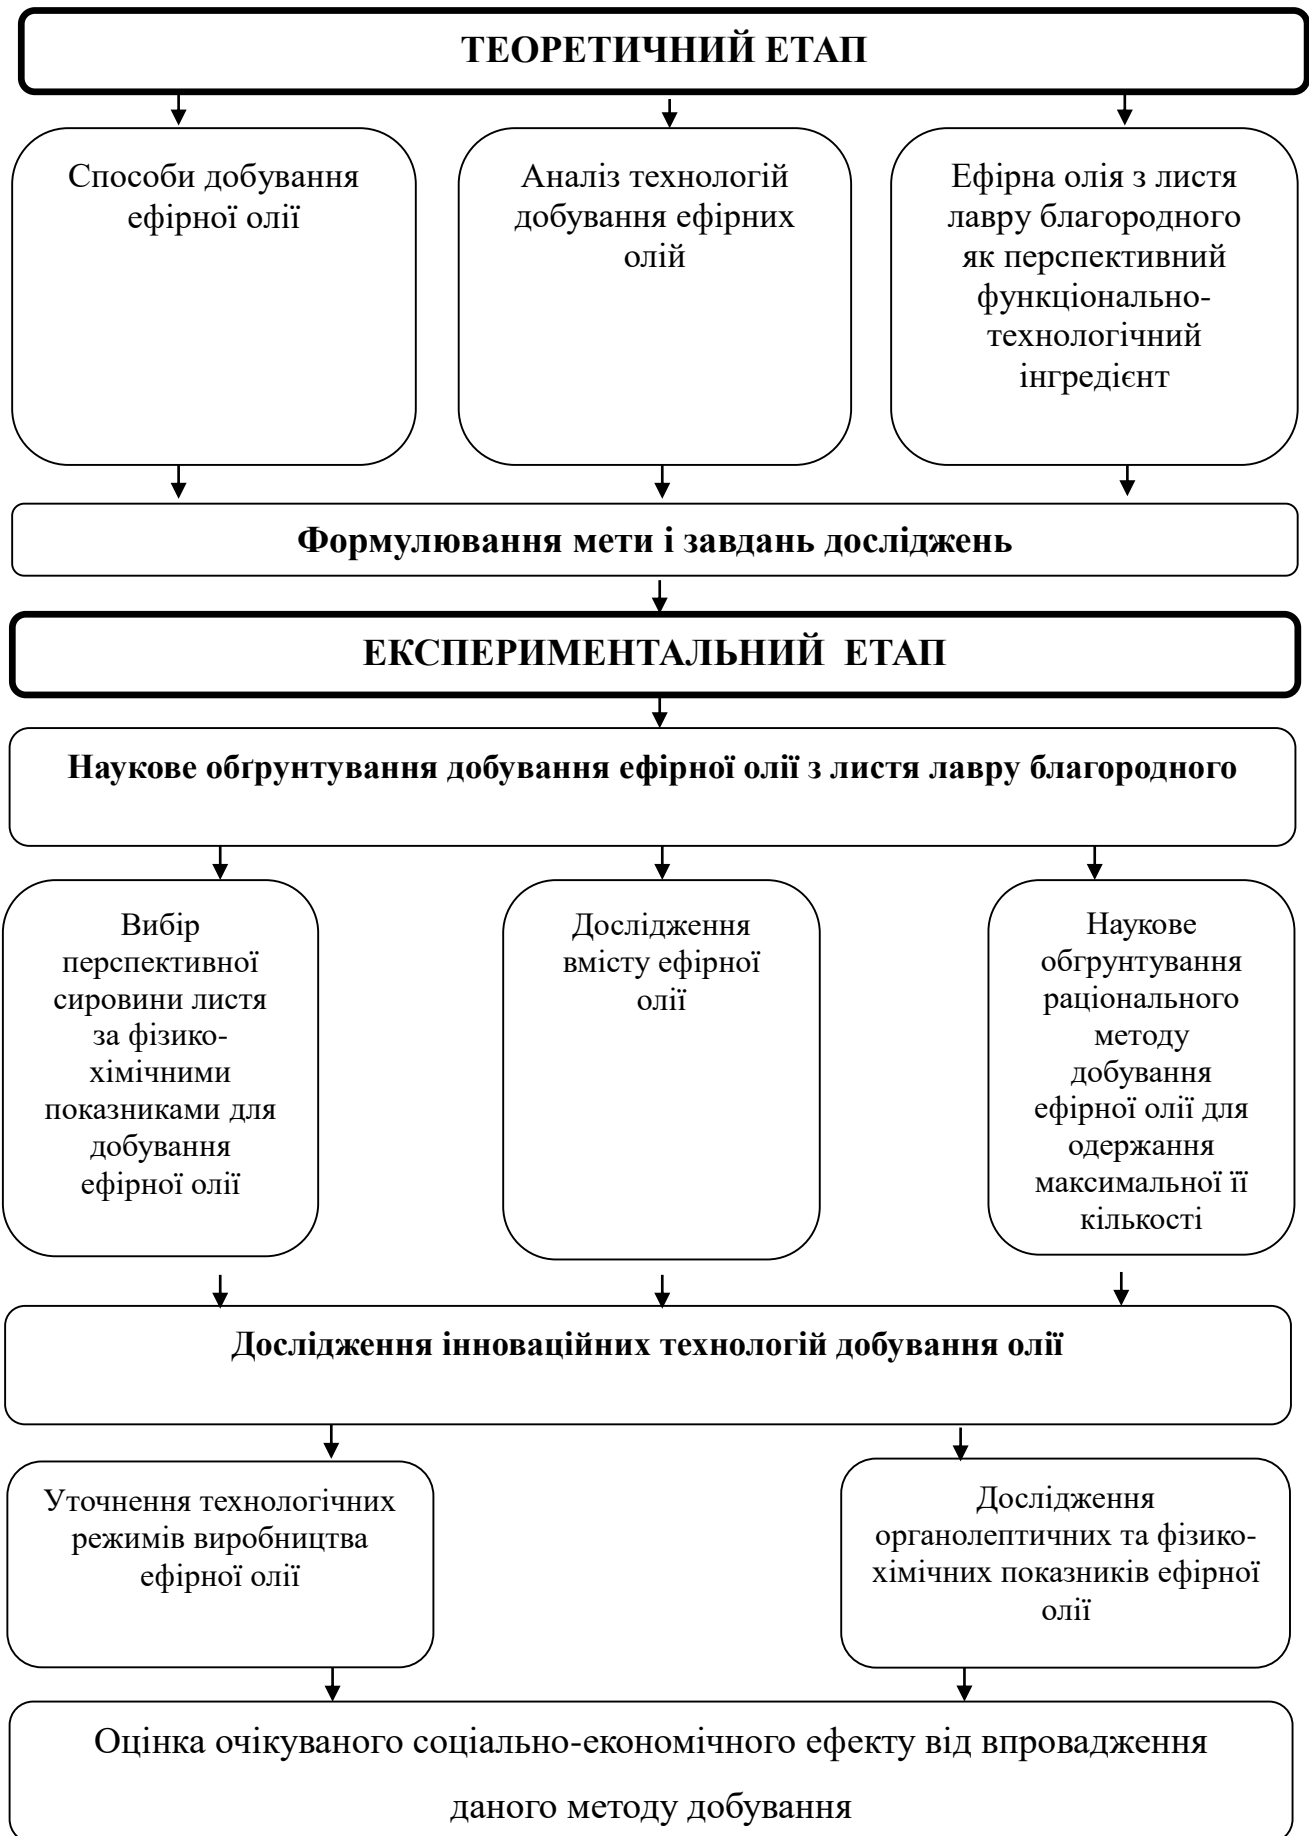 ТЕОРЕТИЧНИЙ ЕТАП
Способи добування
ефірної олії
Аналіз технологій
добування ефірних
олій
Ефірна олія з листя
лавру благородного
як перспективний
функціонально-
технологічний
інгредієнт
Формулювання мети і завдань досліджень
ЕКСПЕРИМЕНТАЛЬНИЙ ЕТАП
Наукове обґрунтування добування ефірної олії з листя лавру благородного
Вибір
перспективної
сировини листя
за фізико-
хімічними
показниками для
добування
ефірної олії
Дослідження
вмісту ефірної
олії
Наукове
обгрунтування
раціонального
методу
добування
ефірної олії для
одержання
максимальної її
кількості
Дослідження інноваційних технологій добування олії
Уточнення технологічних
режимів виробництва
ефірної олії
Дослідження
органолептичних та фізико-
хімічних показників ефірної
олії
Оцінка очікуваного соціально-економічного ефекту від впровадження
даного методу добування